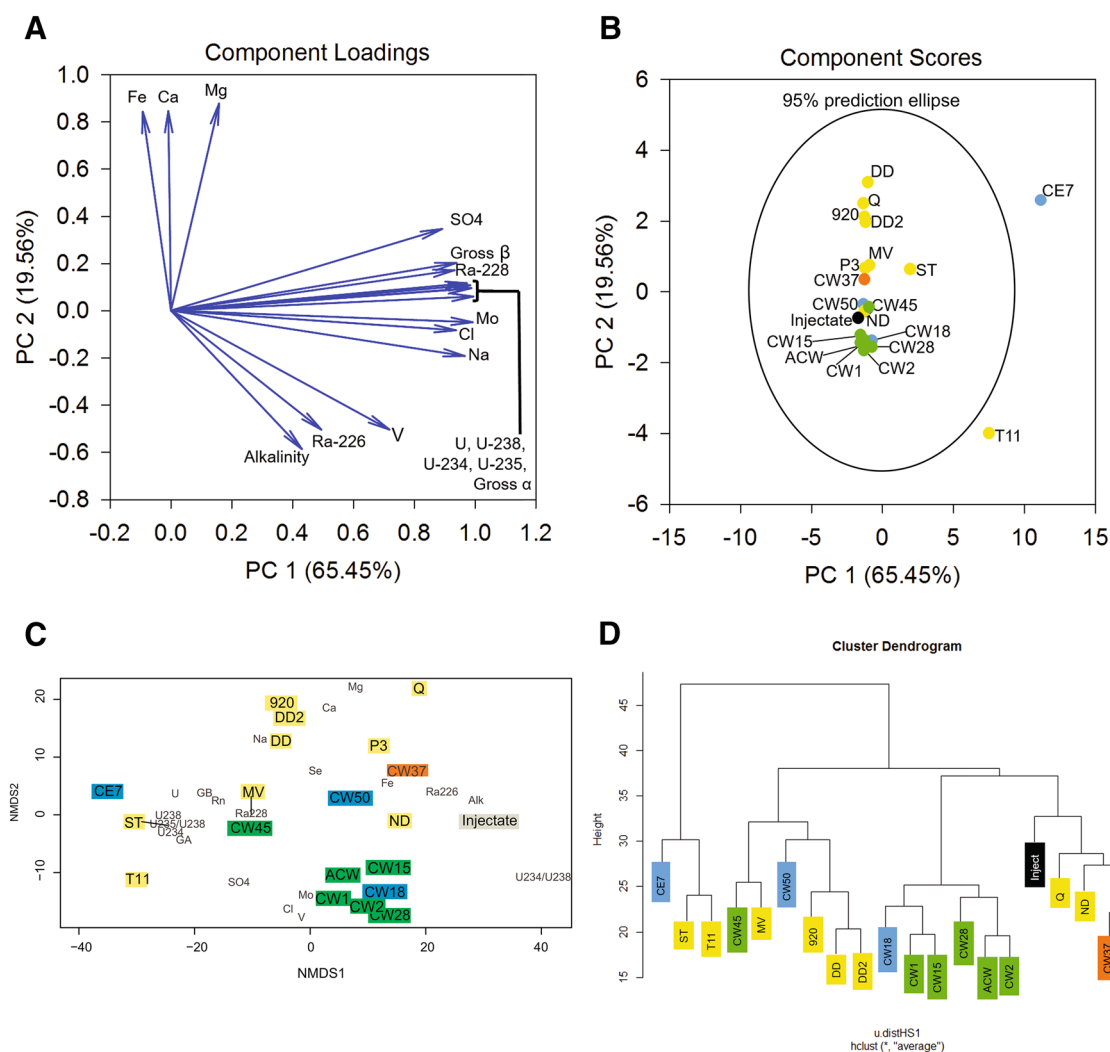 A
Component Loadings
1.0
0.8
0.6
0.4
0.2
0.0
-0.2
-0.4
-0.6
-0.8
PC 2 (19.56%)
Fe
Ca
Mg
SO4
Gross β
Ra-228
Mo
Cl
Na
V
Ra-226
Alkalinity
U, U-238,
U-234, U-235,
Gross α
-0.2 0.0 0.2 0.4 0.6 0.8 1.0 1.2
PC 1 (65.45%)
B
Component Scores
6
4
2
0
-2
-4
-6
PC 2 (19.56%)
95% prediction ellipse
DD
Q
920
DD2
CE7
MV
P3
ST
CW37
CW50
CW45
Injectate
ND
CW18
CW15
CW28
ACW
CW1
CW2
T11
-15 -10 -5 0 5 10 15
PC 1 (65.45%)
C
20
10
0
−10
NMDS2
Mg
Q
920
Ca
DD2
Na
DD
P3
Se
CW37
Fe
CE7
U
GB
Rn
MV
CW50
Ra226
Alk
U238
Ra228
ST
U235/U238
U234
GA
CW45
ND
Injectate
T11
SO4
ACW
CW15
CW18
U234/U238
Mo
CW1
CW2
Cl
V
CW28
−40 −20 0 20 40
NMDS1
D
Cluster Dendrogram
45
40
35
30
25
20
15
Height
CE7
ST
T11
CW45
MV
CW50
920
DD
DD2
CW18
CW1
CW15
CW28
ACW
CW2
Inject
Q
ND
CW37
u.distHS1
hclust (*, "average")